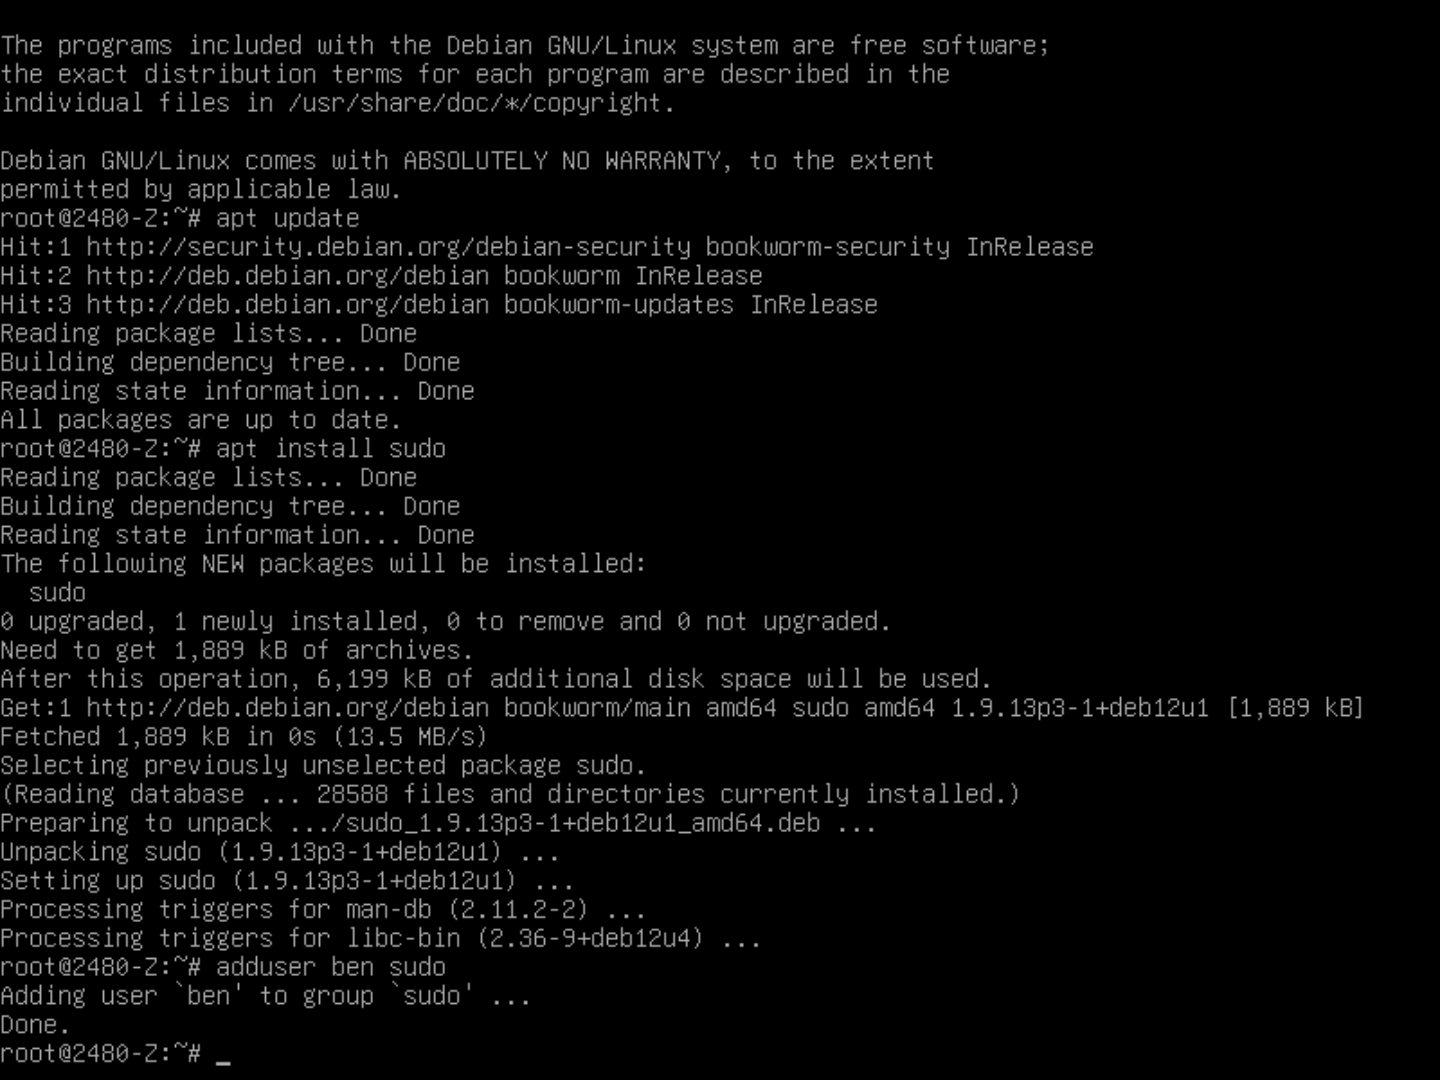 The programs included with the Debian GNU/Linux system are free software;
the exact distribution terms for each program are described in the
individual files in /usr/share/doc/*/copyright.

Debian GNU/Linux comes with ABSOLUTELY NO WARRANTY, to the extent
permitted by applicable law.
root@2480-Z:~# apt update
Hit:1 http://security.debian.org/debian-security bookworm-security InRelease
Hit:2 http://deb.debian.org/debian bookworm InRelease
Hit:3 http://deb.debian.org/debian bookworm-updates InRelease
Reading package lists... Done
Building dependency tree... Done
Reading state information... Done
All packages are up to date.
root@2480-Z:~# apt install sudo
Reading package lists... Done
Building dependency tree... Done
Reading state information... Done
The following NEW packages will be installed:
  sudo
0 upgraded, 1 newly installed, 0 to remove and 0 not upgraded.
Need to get 1,889 kB of archives.
After this operation, 6,199 kB of additional disk space will be used.
Get:1 http://deb.debian.org/debian bookworm/main amd64 sudo amd64 1.9.13p3-1+deb12u1 [1,889 kB]
Fetched 1,889 kB in 0s (13.5 MB/s)
Selecting previously unselected package sudo.
(Reading database ... 28588 files and directories currently installed.)
Preparing to unpack .../sudo_1.9.13p3-1+deb12u1_amd64.deb ...
Unpacking sudo (1.9.13p3-1+deb12u1) ...
Setting up sudo (1.9.13p3-1+deb12u1) ...
Processing triggers for man-db (2.11.2-2) ...
Processing triggers for libc-bin (2.36-9+deb12u4) ...
root@2480-Z:~# adduser ben sudo
Adding user `ben' to group `sudo' ...
Done.
root@2480-Z:~# _